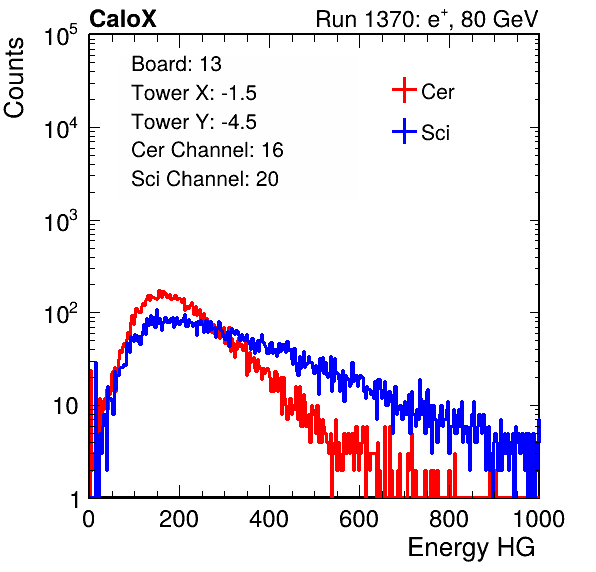 CaloX Run 1370: e⁺, 80 GeV
Counts
Board: 13
Tower X: -1.5
Tower Y: -4.5
Cer Channel: 16
Sci Channel: 20
Cer
Sci
10⁵
10⁴
10³
10²
10
1
0 200 400 600 800 1000
Energy HG